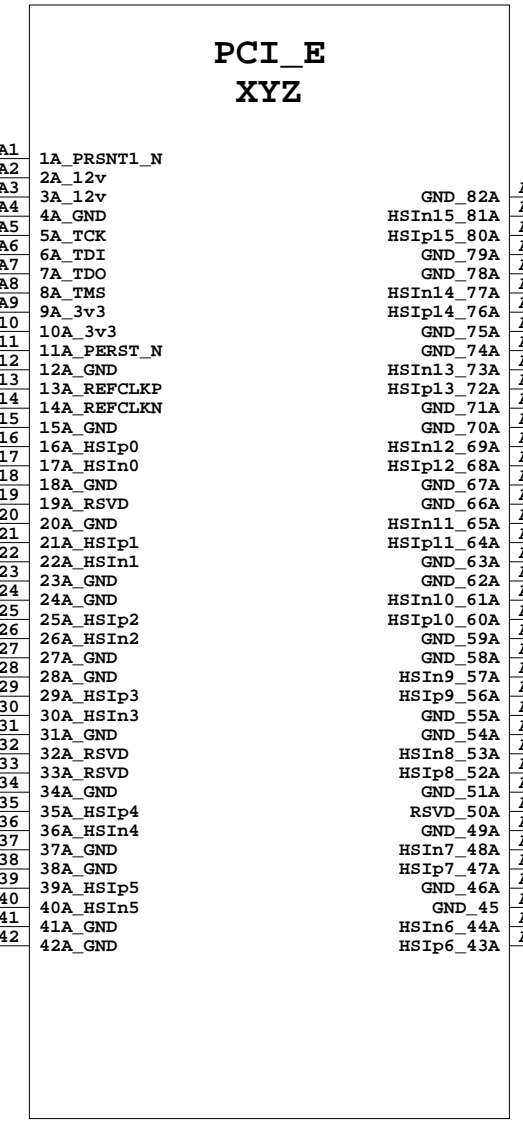 PCI_E
XYZ
A1
1A_PRSNT1_N
A2
2A_12v
A3
3A_12v
A4
4A_GND
A5
5A_TCK
A6
6A_TDI
A7
7A_TDO
A8
8A_TMS
A9
9A_3v3
10
10A_3v3
11
11A_PERST_N
12
12A_GND
13
13A_REFCLKP
14
14A_REFCLKN
15
15A_GND
16
16A_HSIp0
17
17A_HSIn0
18
18A_GND
19
19A_RSVD
20
20A_GND
21
21A_HSIp1
22
22A_HSIn1
23
23A_GND
24
24A_GND
25
25A_HSIp2
26
26A_HSIn2
27
27A_GND
28
28A_GND
29
29A_HSIp3
30
30A_HSIn3
31
31A_GND
32
32A_RSVD
33
33A_RSVD
34
34A_GND
35
35A_HSIp4
36
36A_HSIn4
37
37A_GND
38
38A_GND
39
39A_HSIp5
40
40A_HSIn5
41
41A_GND
42
42A_GND
GND_82A
HSIn15_81A
HSIp15_80A
GND_79A
GND_78A
HSIn14_77A
HSIp14_76A
GND_75A
GND_74A
HSIn13_73A
HSIp13_72A
GND_71A
GND_70A
HSIn12_69A
HSIp12_68A
GND_67A
GND_66A
HSIn11_65A
HSIp11_64A
GND_63A
GND_62A
HSIn10_61A
HSIp10_60A
GND_59A
GND_58A
HSIn9_57A
HSIp9_56A
GND_55A
GND_54A
HSIn8_53A
HSIp8_52A
GND_51A
RSVD_50A
GND_49A
HSIn7_48A
HSIp7_47A
GND_46A
GND_45
HSIn6_44A
HSIp6_43A